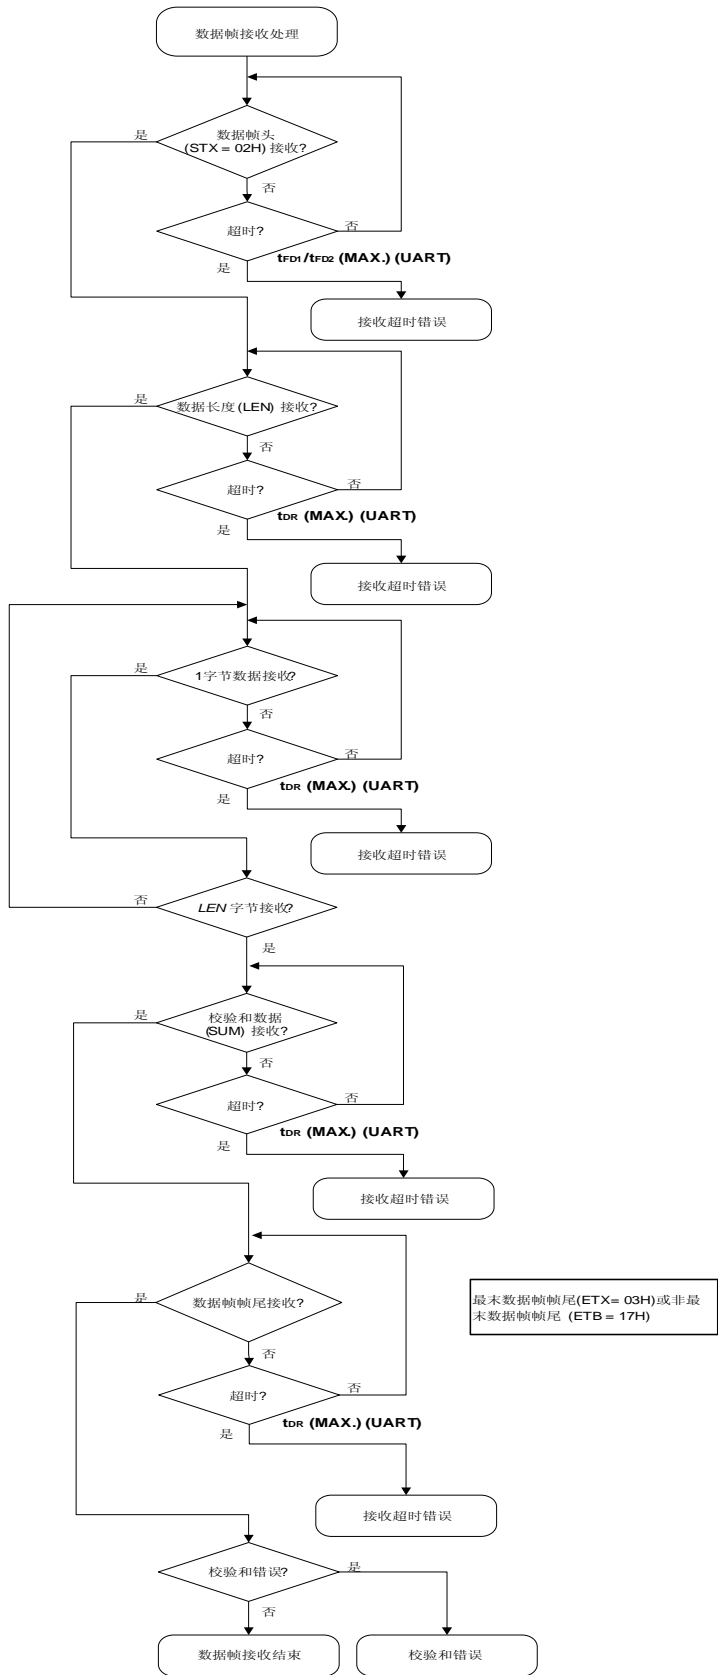 数据帧接收处理
是
数据帧头
(STX = 02H) 接收?
否
超时?
否
是
tFD1/tFD2 (MAX.) (UART)
接收超时错误
是
数据长度(LEN) 接收?
否
超时?
否
是
tDR (MAX.) (UART)
接收超时错误
是
1字节数据接收?
否
超时?
否
是
tDR (MAX.) (UART)
接收超时错误
否
LEN 字节接收?
是
是
校验和数据
(SUM) 接收?
否
超时?
否
是
tDR (MAX.) (UART)
接收超时错误
是
数据帧帧尾接收?
最末数据帧帧尾(ETX= 03H)或非最
末数据帧帧尾 (ETB = 17H)
否
超时?
否
是
tDR (MAX.) (UART)
接收超时错误
校验和错误?
是
否
数据帧接收结束
校验和错误